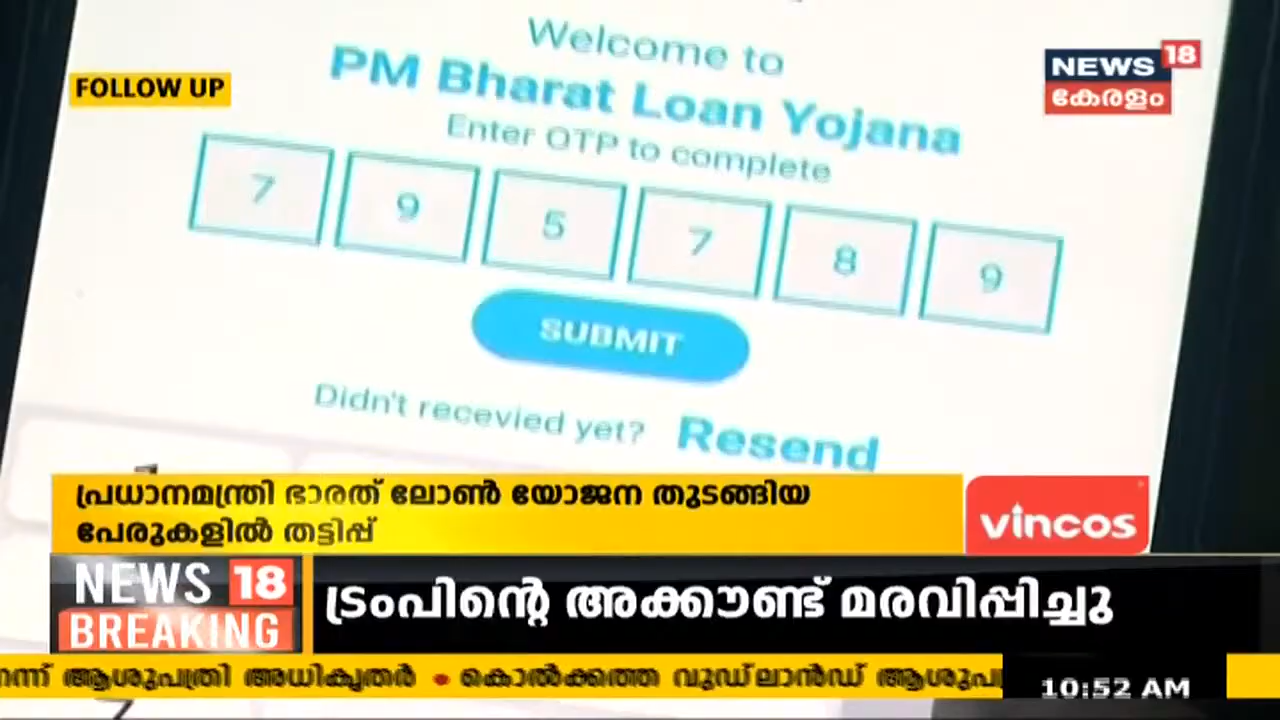 Welcome to
FOLLOW UP
PM Bharat Loan Yojana
NEWS 18
കേരളം
Enter OTP to complete
7 9 5 7 8 9
SUBMIT
Didn't recevied yet? Resend
പ്രധാനമന്ത്രി ഭാരത് ലോൺ യോജന തുടങ്ങിയ
പേരുകളിൽ തട്ടിപ്പ്
vincos
NEWS 18
BREAKING
ട്രംപിന്റെ അക്കൗണ്ട് മരവിപ്പിച്ചു
ആശുപത്രി അധികൃതർ • കൊൽക്കത്ത വുഡ്‌ലാൻഡ്
10:52 AM